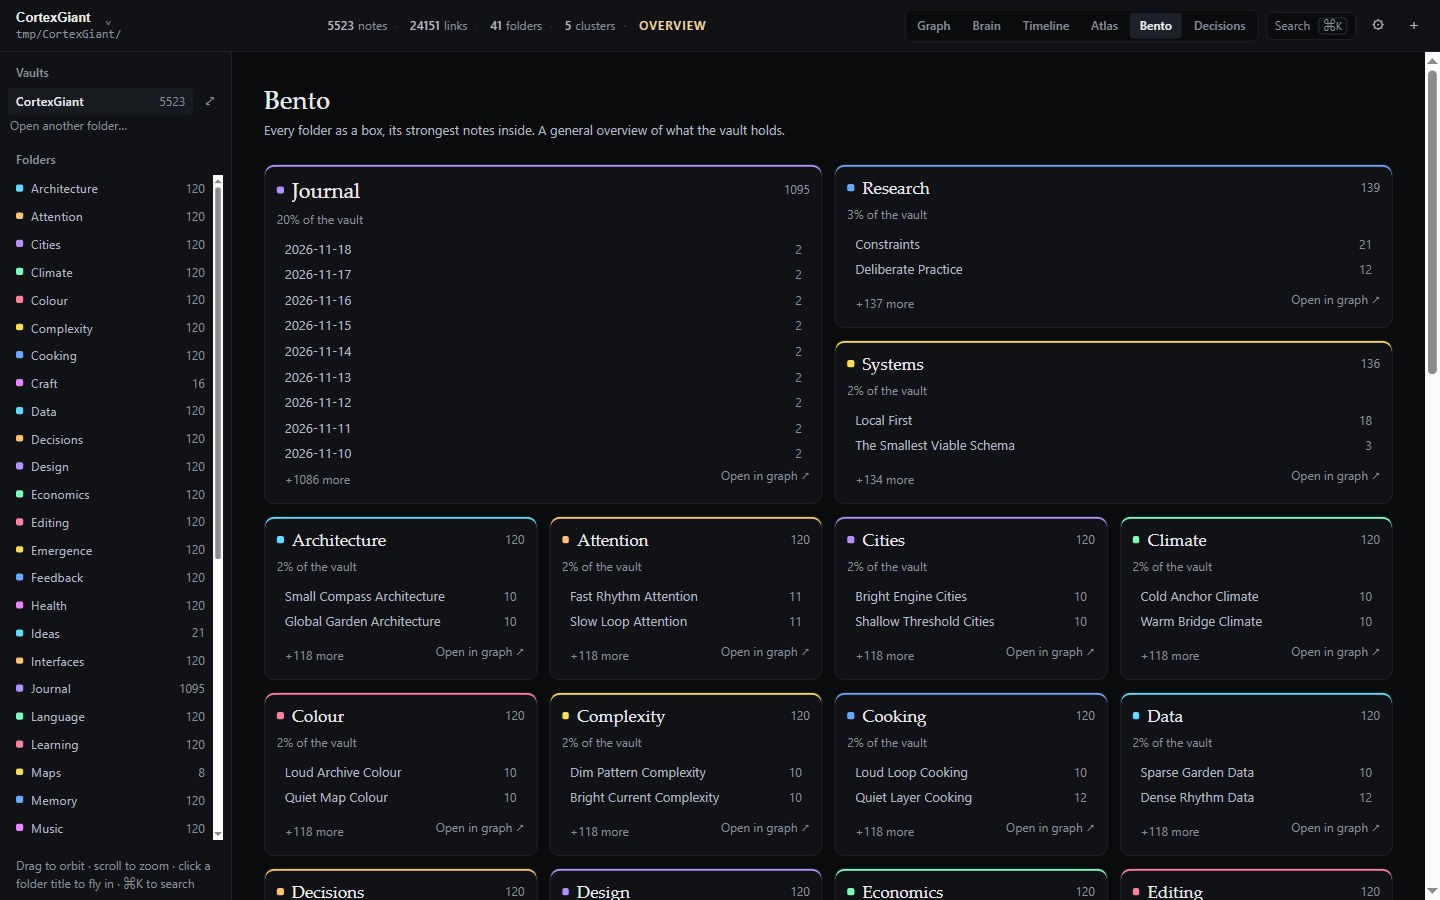 CortexGiant
tmp/CortexGiant/
5523 notes · 24151 links · 41 folders · 5 clusters · OVERVIEW
Graph Brain Timeline Atlas Bento Decisions
Search ⌘K
Vaults
CortexGiant 5523
Open another folder...
Folders
Architecture 120
Attention 120
Cities 120
Climate 120
Colour 120
Complexity 120
Cooking 120
Craft 16
Data 120
Decisions 120
Design 120
Economics 120
Editing 120
Emergence 120
Feedback 120
Health 120
Ideas 21
Interfaces 120
Journal 1095
Language 120
Learning 120
Maps 8
Memory 120
Music 120
Drag to orbit · scroll to zoom · click a
folder title to fly in · ⌘K to search
Bento
Every folder as a box, its strongest notes inside. A general overview of what the vault holds.
Journal 1095
20% of the vault
2026-11-18 2
2026-11-17 2
2026-11-16 2
2026-11-15 2
2026-11-14 2
2026-11-13 2
2026-11-12 2
2026-11-11 2
2026-11-10 2
+1086 more Open in graph ↗
Research 139
3% of the vault
Constraints 21
Deliberate Practice 12
+137 more Open in graph ↗
Systems 136
2% of the vault
Local First 18
The Smallest Viable Schema 3
+134 more Open in graph ↗
Architecture 120
2% of the vault
Small Compass Architecture 10
Global Garden Architecture 10
+118 more Open in graph ↗
Attention 120
2% of the vault
Fast Rhythm Attention 11
Slow Loop Attention 11
+118 more Open in graph ↗
Cities 120
2% of the vault
Bright Engine Cities 10
Shallow Threshold Cities 10
+118 more Open in graph ↗
Climate 120
2% of the vault
Cold Anchor Climate 10
Warm Bridge Climate 10
+118 more Open in graph ↗
Colour 120
2% of the vault
Loud Archive Colour 10
Quiet Map Colour 10
+118 more Open in graph ↗
Complexity 120
2% of the vault
Dim Pattern Complexity 10
Bright Current Complexity 10
+118 more Open in graph ↗
Cooking 120
2% of the vault
Loud Loop Cooking 10
Quiet Layer Cooking 12
+118 more Open in graph ↗
Data 120
2% of the vault
Sparse Garden Data 10
Dense Rhythm Data 12
+118 more Open in graph ↗
Decisions 120
Design 120
Economics 120
Editing 120